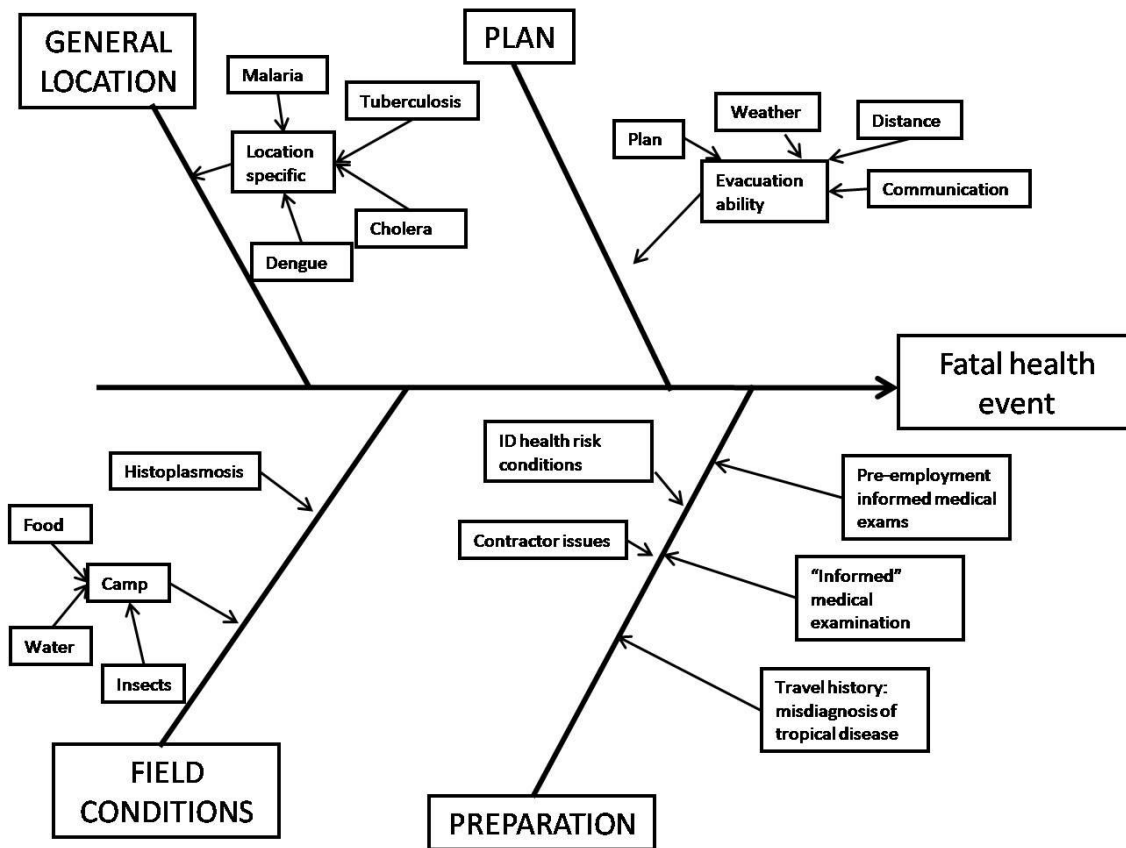 GENERAL
LOCATION
Malaria
Tuberculosis
Location
specific
Cholera
Dengue
PLAN
Weather
Plan
Distance
Evacuation
ability
Communication
Fatal health
event
Histoplasmosis
Food
Camp
Water
Insects
FIELD
CONDITIONS
ID health risk
conditions
Contractor issues
Pre-employment
informed medical
exams
“Informed”
medical
examination
Travel history:
misdiagnosis of
tropical disease
PREPARATION